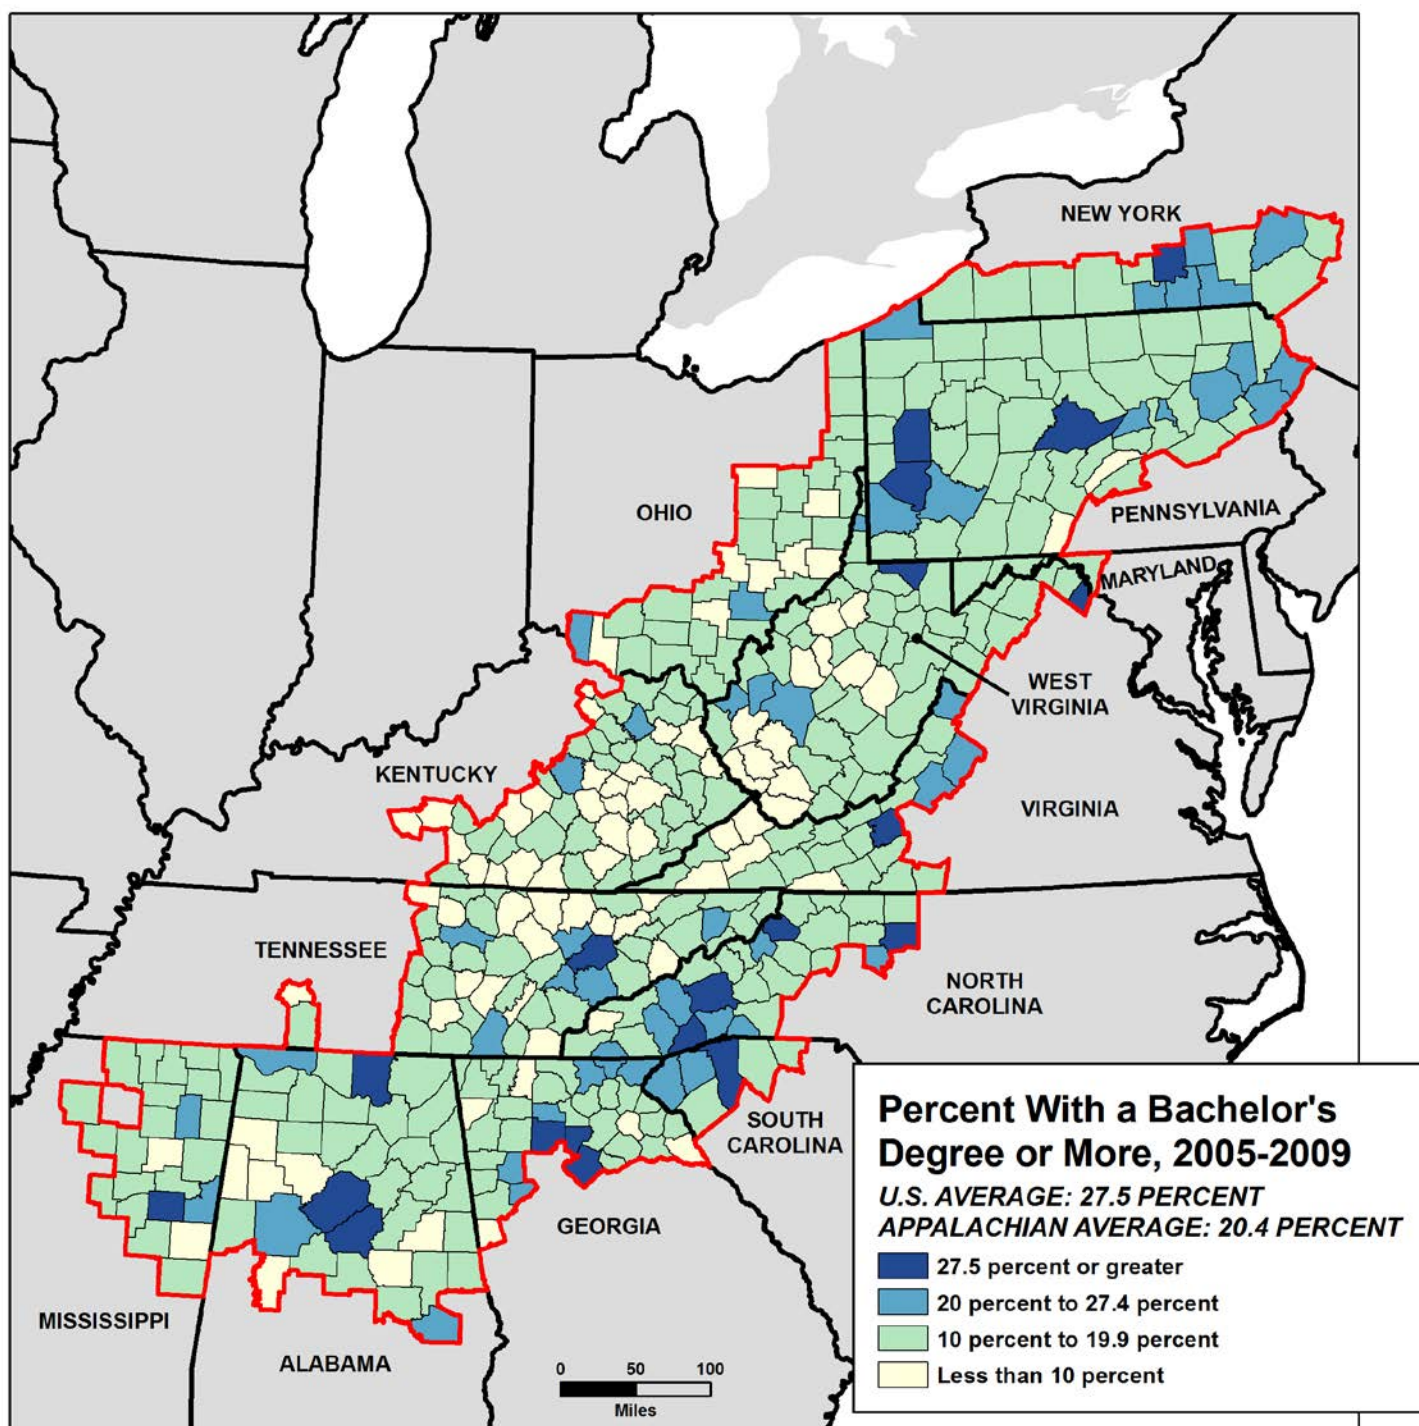 NEW YORK
OHIO
PENNSYLVANIA
MARYLAND
WEST
VIRGINIA
KENTUCKY
VIRGINIA
TENNESSEE
NORTH
CAROLINA
SOUTH
CAROLINA
GEORGIA
MISSISSIPPI
ALABAMA
0 50 100
Miles
Percent With a Bachelor's
Degree or More, 2005-2009
U.S. AVERAGE: 27.5 PERCENT
APPALACHIAN AVERAGE: 20.4 PERCENT
27.5 percent or greater
20 percent to 27.4 percent
10 percent to 19.9 percent
Less than 10 percent